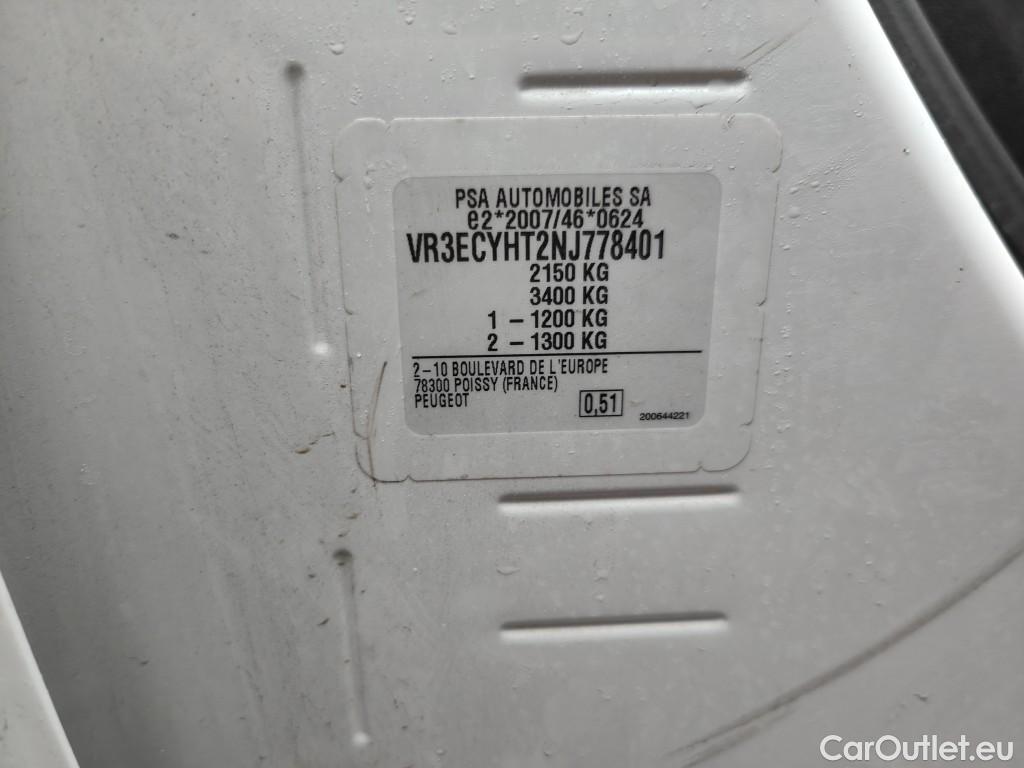 PSA AUTOMOBILES SA
e2*2007/46*0624
VR3ECYHT2NJ778401
2150 KG
3400 KG
1 – 1200 KG
2 – 1300 KG
2–10 BOULEVARD DE L'EUROPE
78300 POISSY (FRANCE)
PEUGEOT
0,51
200644221
CarOutlet.eu